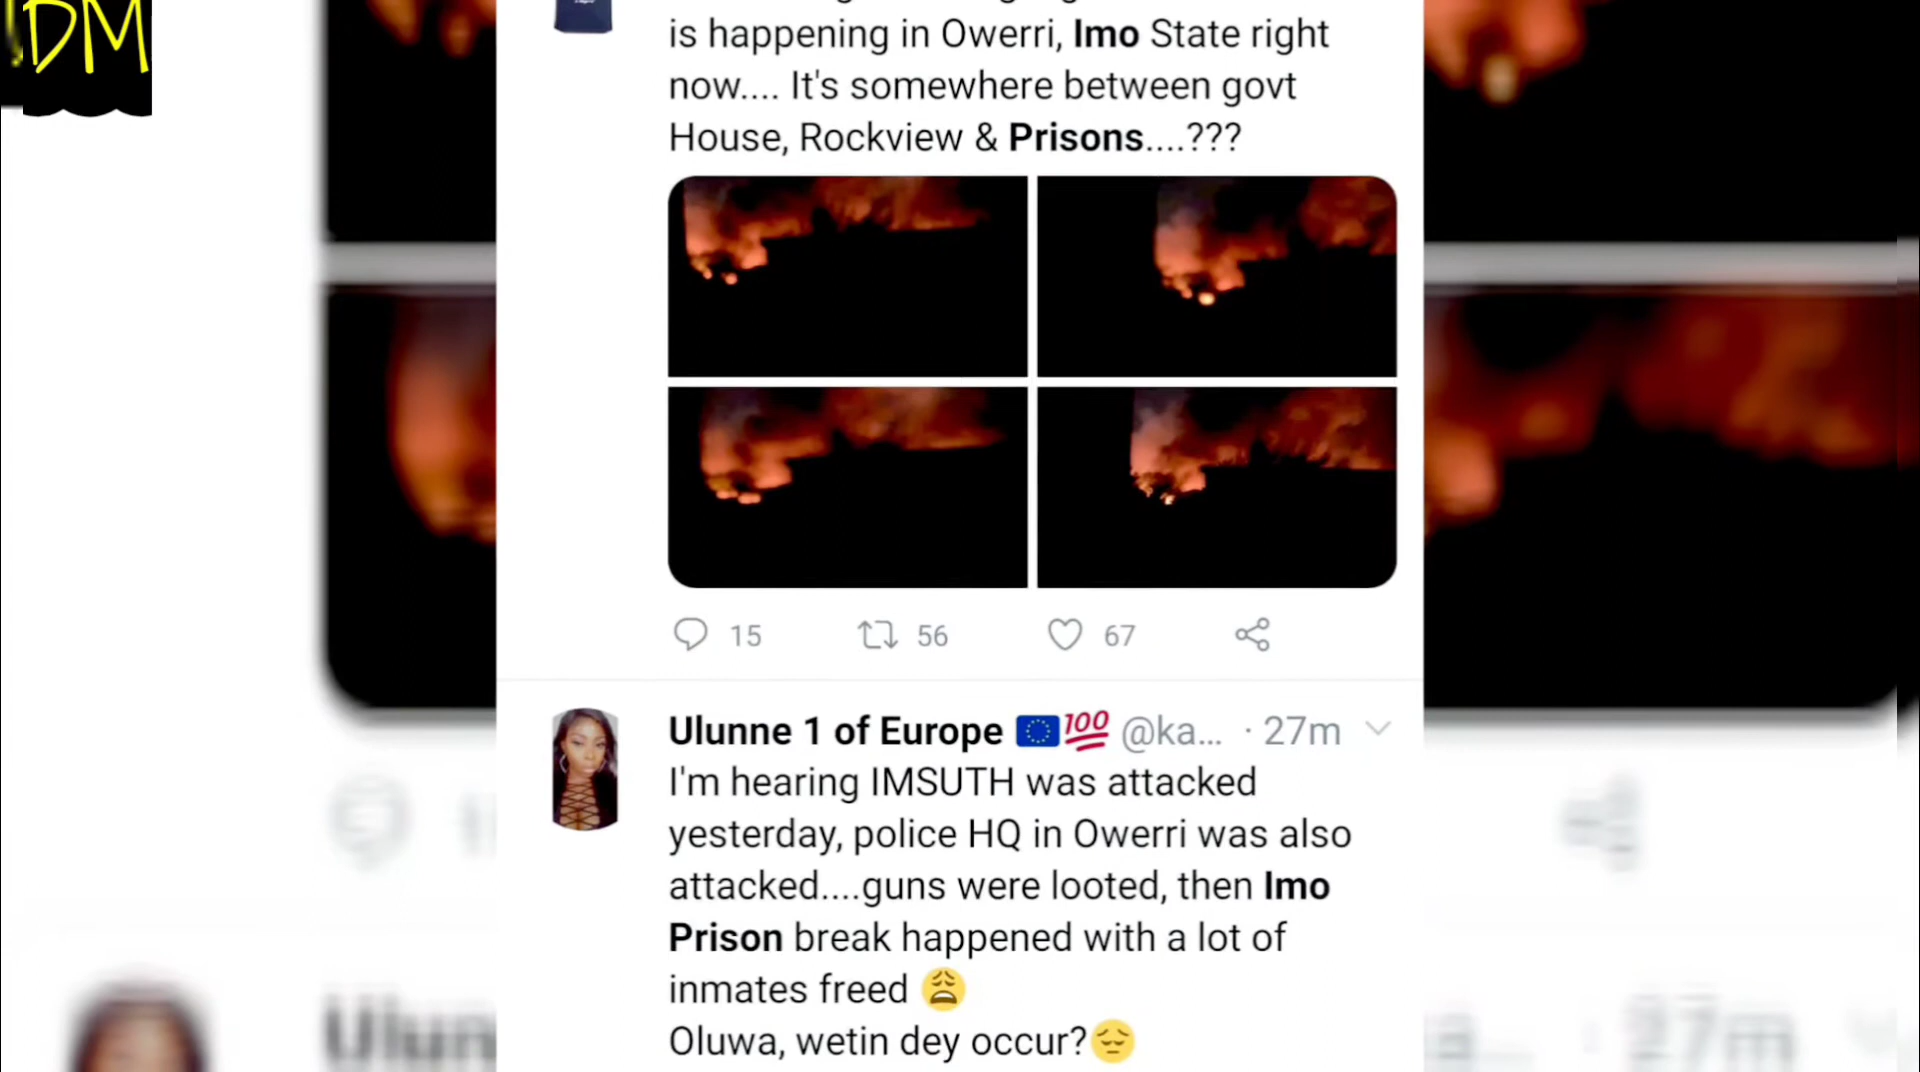 DM
is happening in Owerri, Imo State right
now.... It's somewhere between govt
House, Rockview & Prisons....???
15 56 67
Ulunne 1 of Europe 🇪🇺💯 @ka... · 27m
I'm hearing IMSUTH was attacked
yesterday, police HQ in Owerri was also
attacked....guns were looted, then Imo
Prison break happened with a lot of
inmates freed 😩
Oluwa, wetin dey occur?😔
Ulun
27m